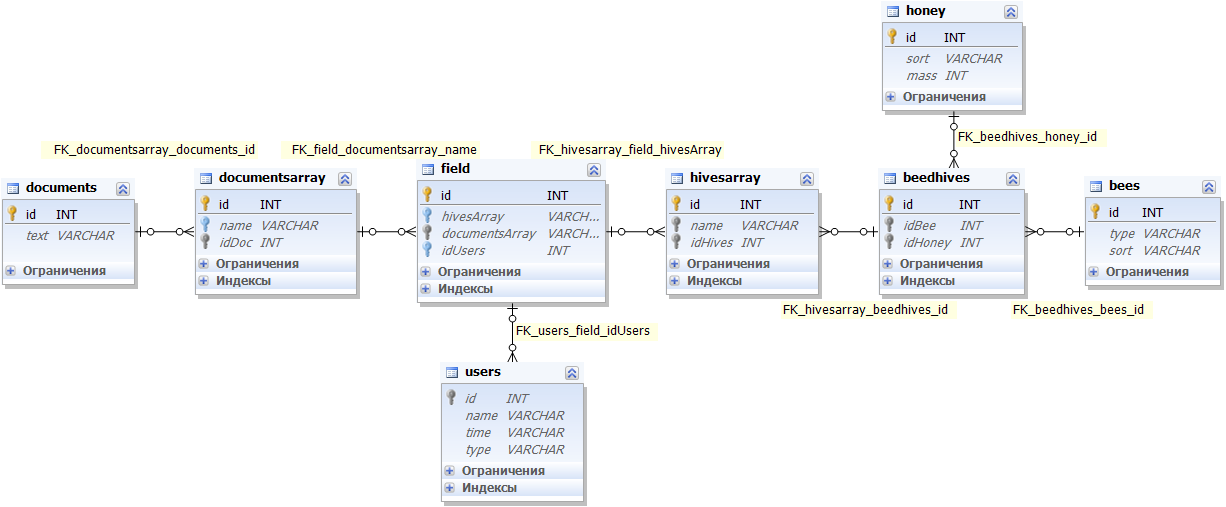 honey
id INT
sort VARCHAR
mass INT
Ограничения
FK_beedhives_honey_id
FK_documentsarray_documents_id
FK_field_documentsarray_name
FK_hivesarray_field_hivesArray
documents
id INT
text VARCHAR
Ограничения
documentsarray
id INT
name VARCHAR
idDoc INT
Ограничения
Индексы
field
id INT
hivesArray VARCH...
documentsArray VARCH...
idUsers INT
Ограничения
Индексы
hivesarray
id INT
name VARCHAR
idHives INT
Ограничения
Индексы
beedhives
id INT
idBee INT
idHoney INT
Ограничения
Индексы
bees
id INT
type VARCHAR
sort VARCHAR
Ограничения
FK_hivesarray_beedhives_id
FK_beedhives_bees_id
FK_users_field_idUsers
users
id INT
name VARCHAR
time VARCHAR
type VARCHAR
Ограничения
Индексы